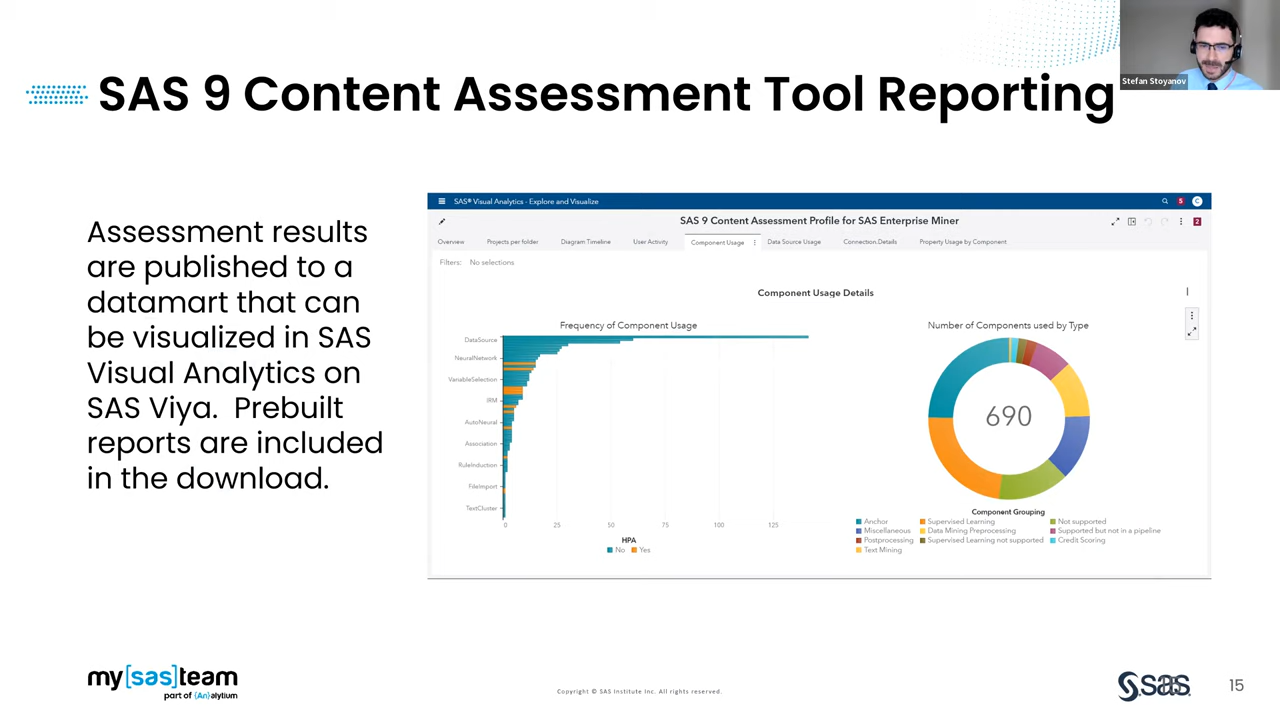 SAS 9 Content Assessment Tool Reporting
Stefan Stoyanov
Assessment results
are published to a
datamart that can
be visualized in SAS
Visual Analytics on
SAS Viya. Prebuilt
reports are included
in the download.
SAS® Visual Analytics - Explore and Visualize
S
C
SAS 9 Content Assessment Profile for SAS Enterprise Miner
2
Overview Projects per folder Diagram Timeline User Activity Component Usage Data Source Usage Connection.Details Property Usage by Component
Filters: No selections
Component Usage Details
Frequency of Component Usage
DataSource
NeuralNetwork
VariableSelection
IRM
AutoNeural
Association
RuleInduction
FileImport
TextCluster
0 25 50 75 100 125
HPA
No Yes
Number of Components used by Type
690
Component Grouping
Anchor Supervised Learning Not supported
Miscellaneous Data Mining Preprocessing Supported but not in a pipeline
Postprocessing Supervised Learning not supported Credit Scoring
Text Mining
my[sas]team
part of {An}alytium
Copyright © SAS Institute Inc. All rights reserved.
sas
15